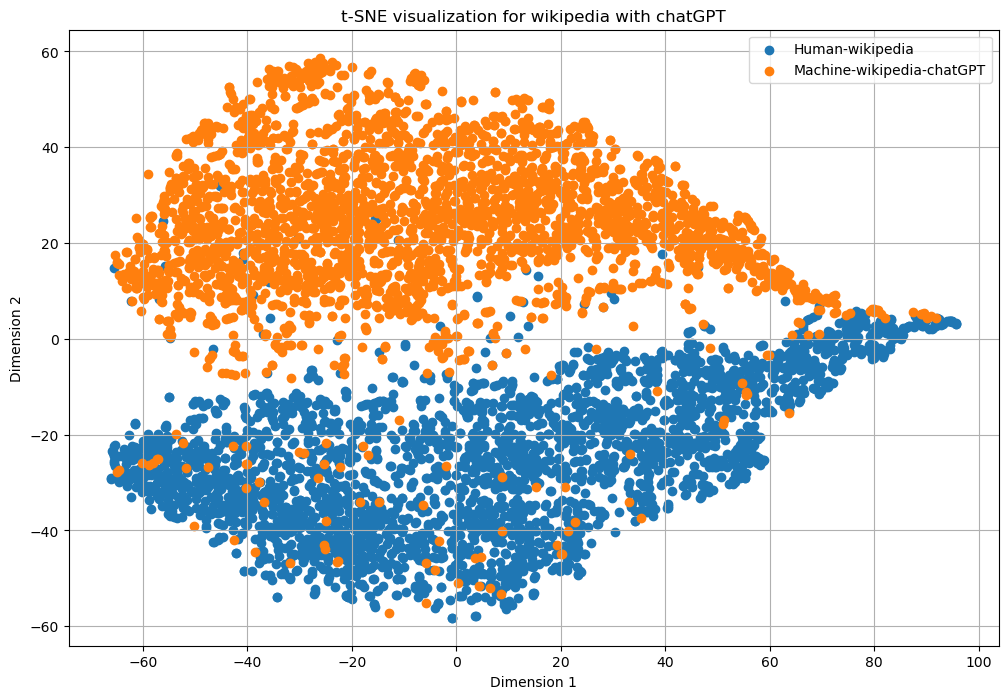 t-SNE visualization for wikipedia with chatGPT
Human-wikipedia
Machine-wikipedia-chatGPT
60
40
20
0
−20
−40
−60
Dimension 2
−60 −40 −20 0 20 40 60 80 100
Dimension 1